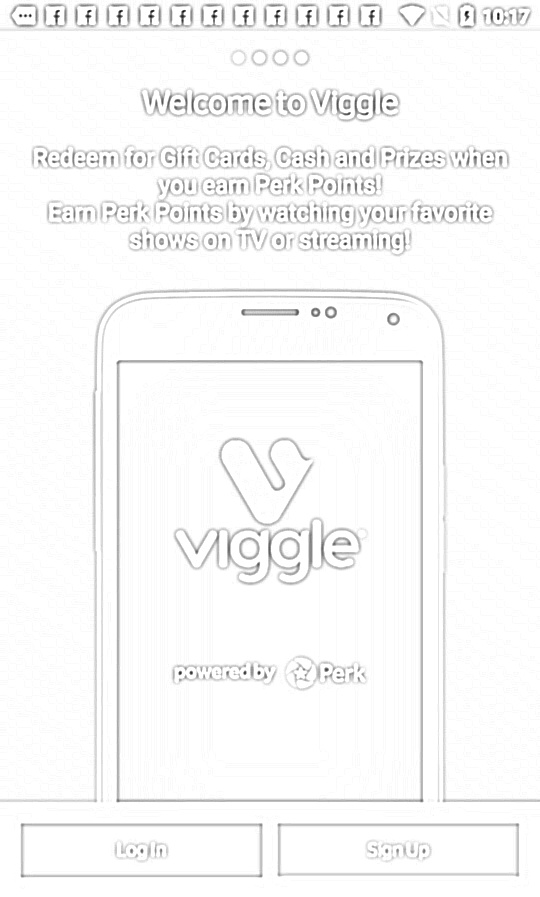 10:17
Welcome to Viggle
Redeem for Gift Cards, Cash and Prizes when
you earn Perk Points!
Earn Perk Points by watching your favorite
shows on TV or streaming!
viggle
powered by Perk
Log In
Sign Up